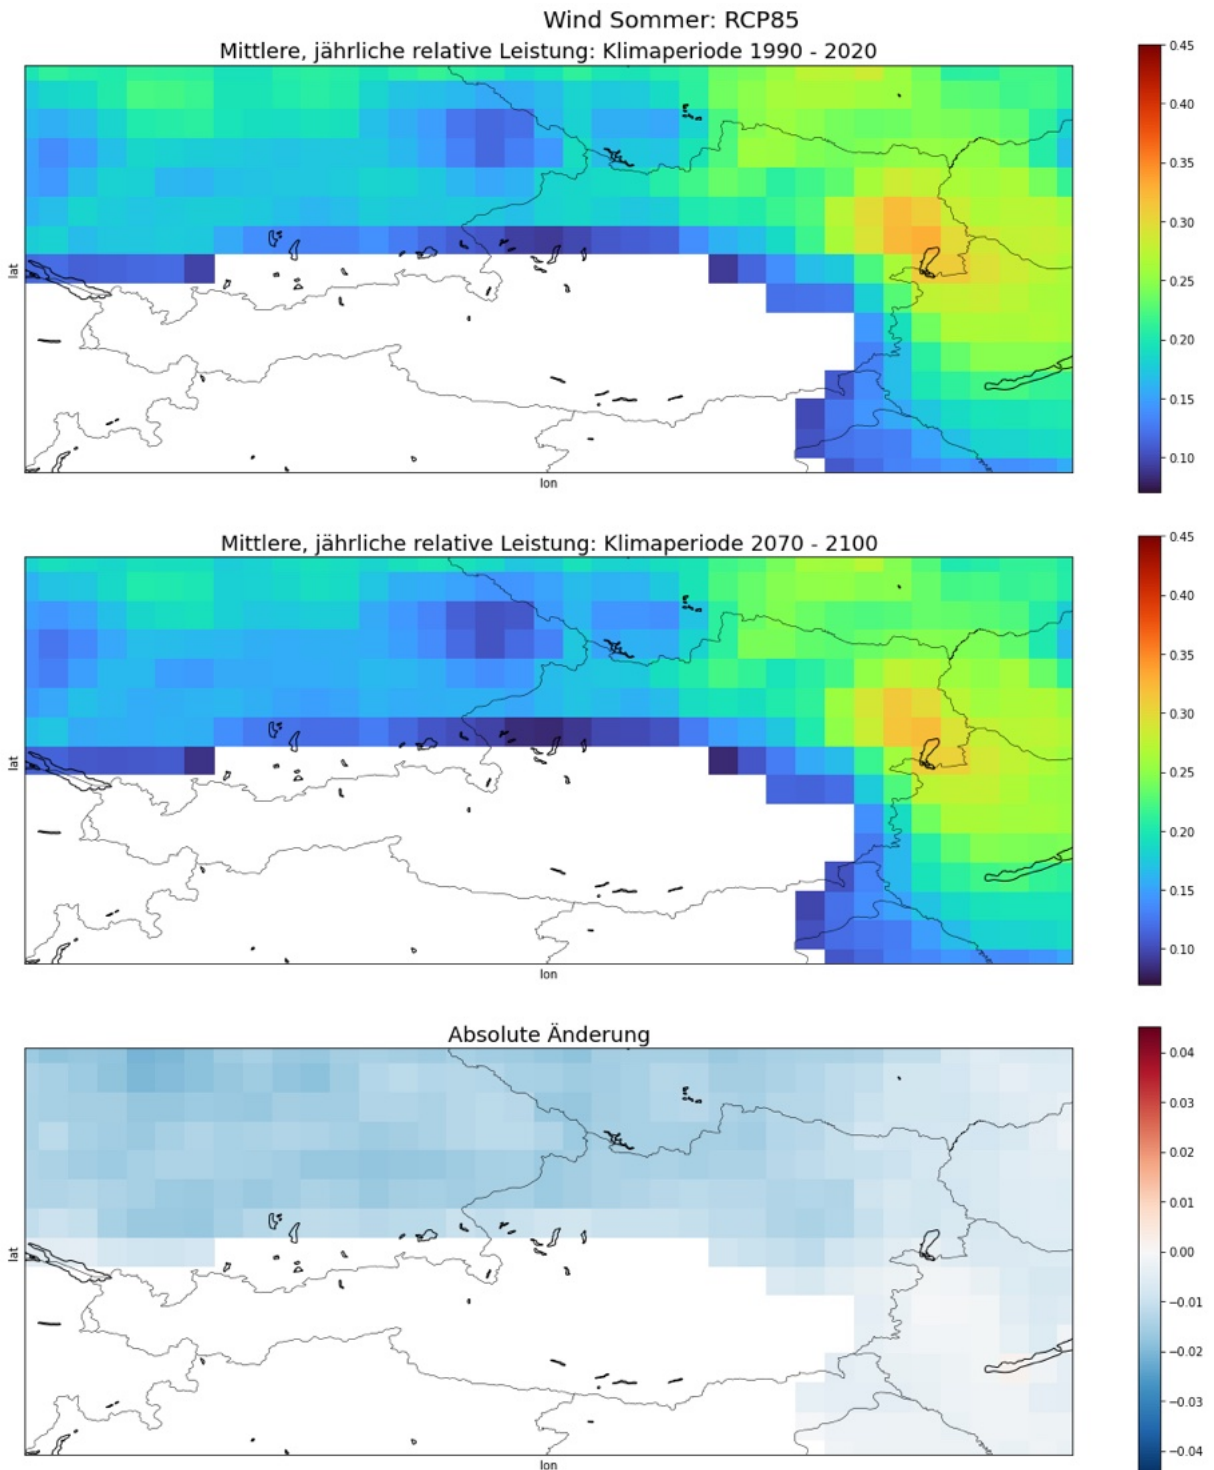 Wind Sommer: RCP85
Mittlere, jährliche relative Leistung: Klimaperiode 1990 - 2020
lat
lon
0.45
0.40
0.35
0.30
0.25
0.20
0.15
0.10
Mittlere, jährliche relative Leistung: Klimaperiode 2070 - 2100
lat
lon
0.45
0.40
0.35
0.30
0.25
0.20
0.15
0.10
Absolute Änderung
lat
lon
0.04
0.03
0.02
0.01
0.00
−0.01
−0.02
−0.03
−0.04